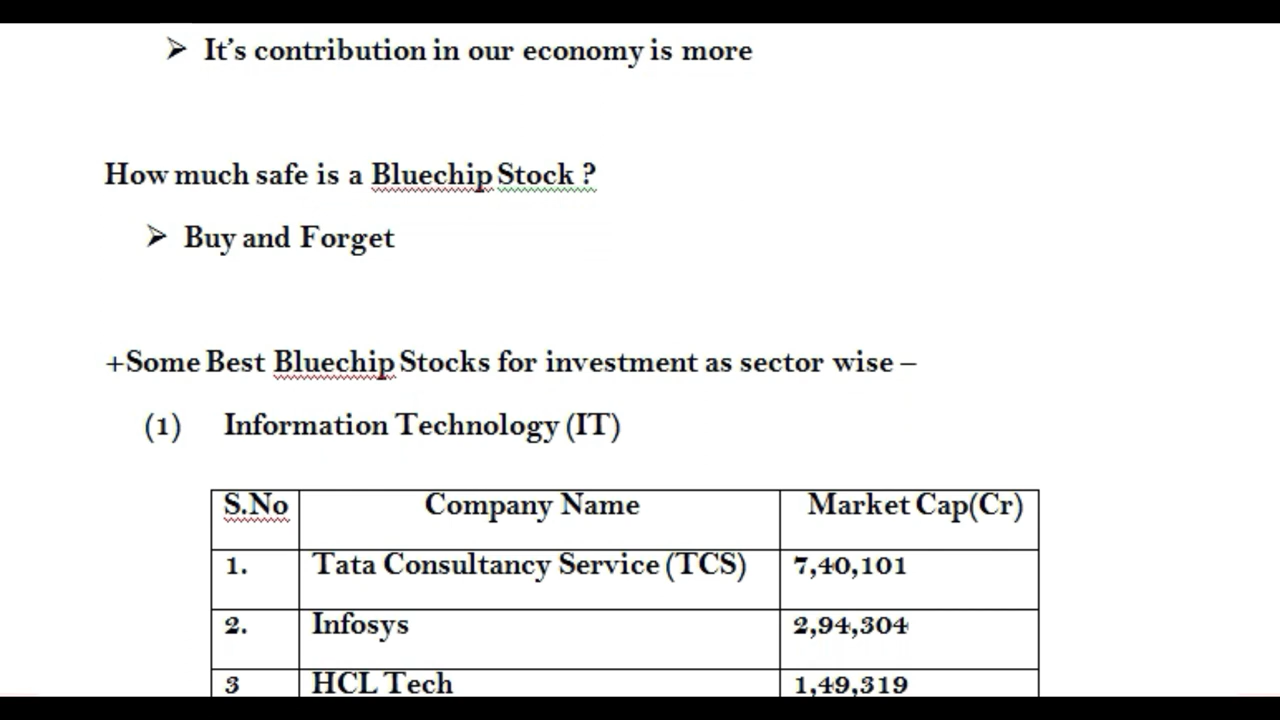 ➢ It's contribution in our economy is more
How much safe is a Bluechip Stock ?
➢ Buy and Forget
+Some Best Bluechip Stocks for investment as sector wise –
(1) Information Technology (IT)
S.No Company Name Market Cap(Cr)
1. Tata Consultancy Service (TCS) 7,40,101
2. Infosys 2,94,304
3 HCL Tech 1,49,319